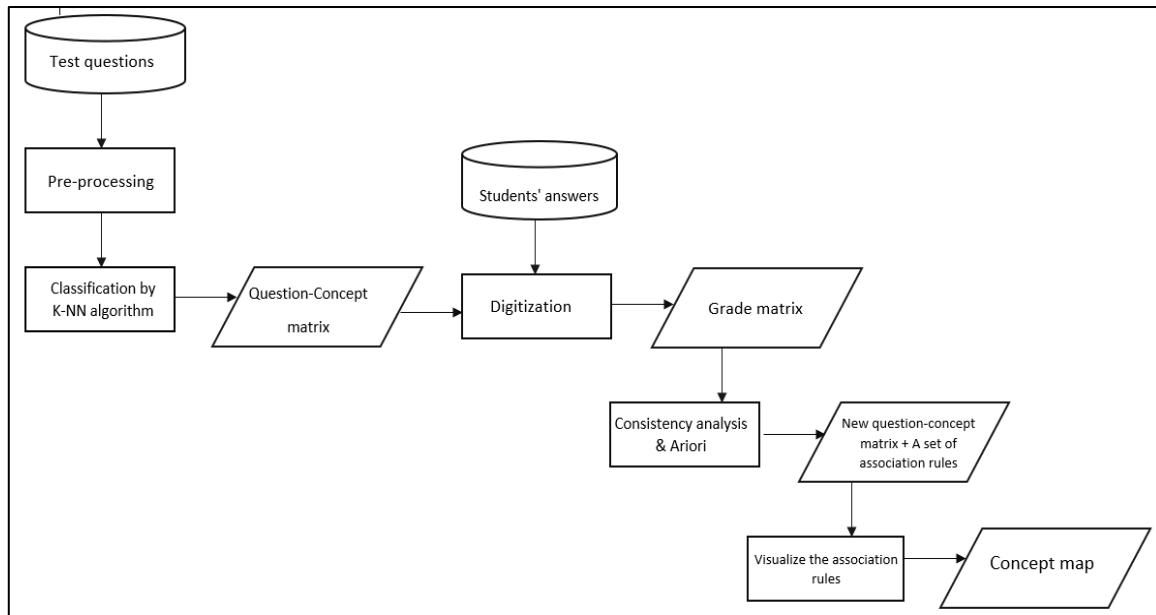 Test questions
Pre-processing
Students' answers
Classification by
K-NN algorithm
Question-Concept
matrix
Digitization
Grade matrix
Consistency analysis
& Ariori
New question-concept
matrix + A set of
association rules
Visualize the association
rules
Concept map